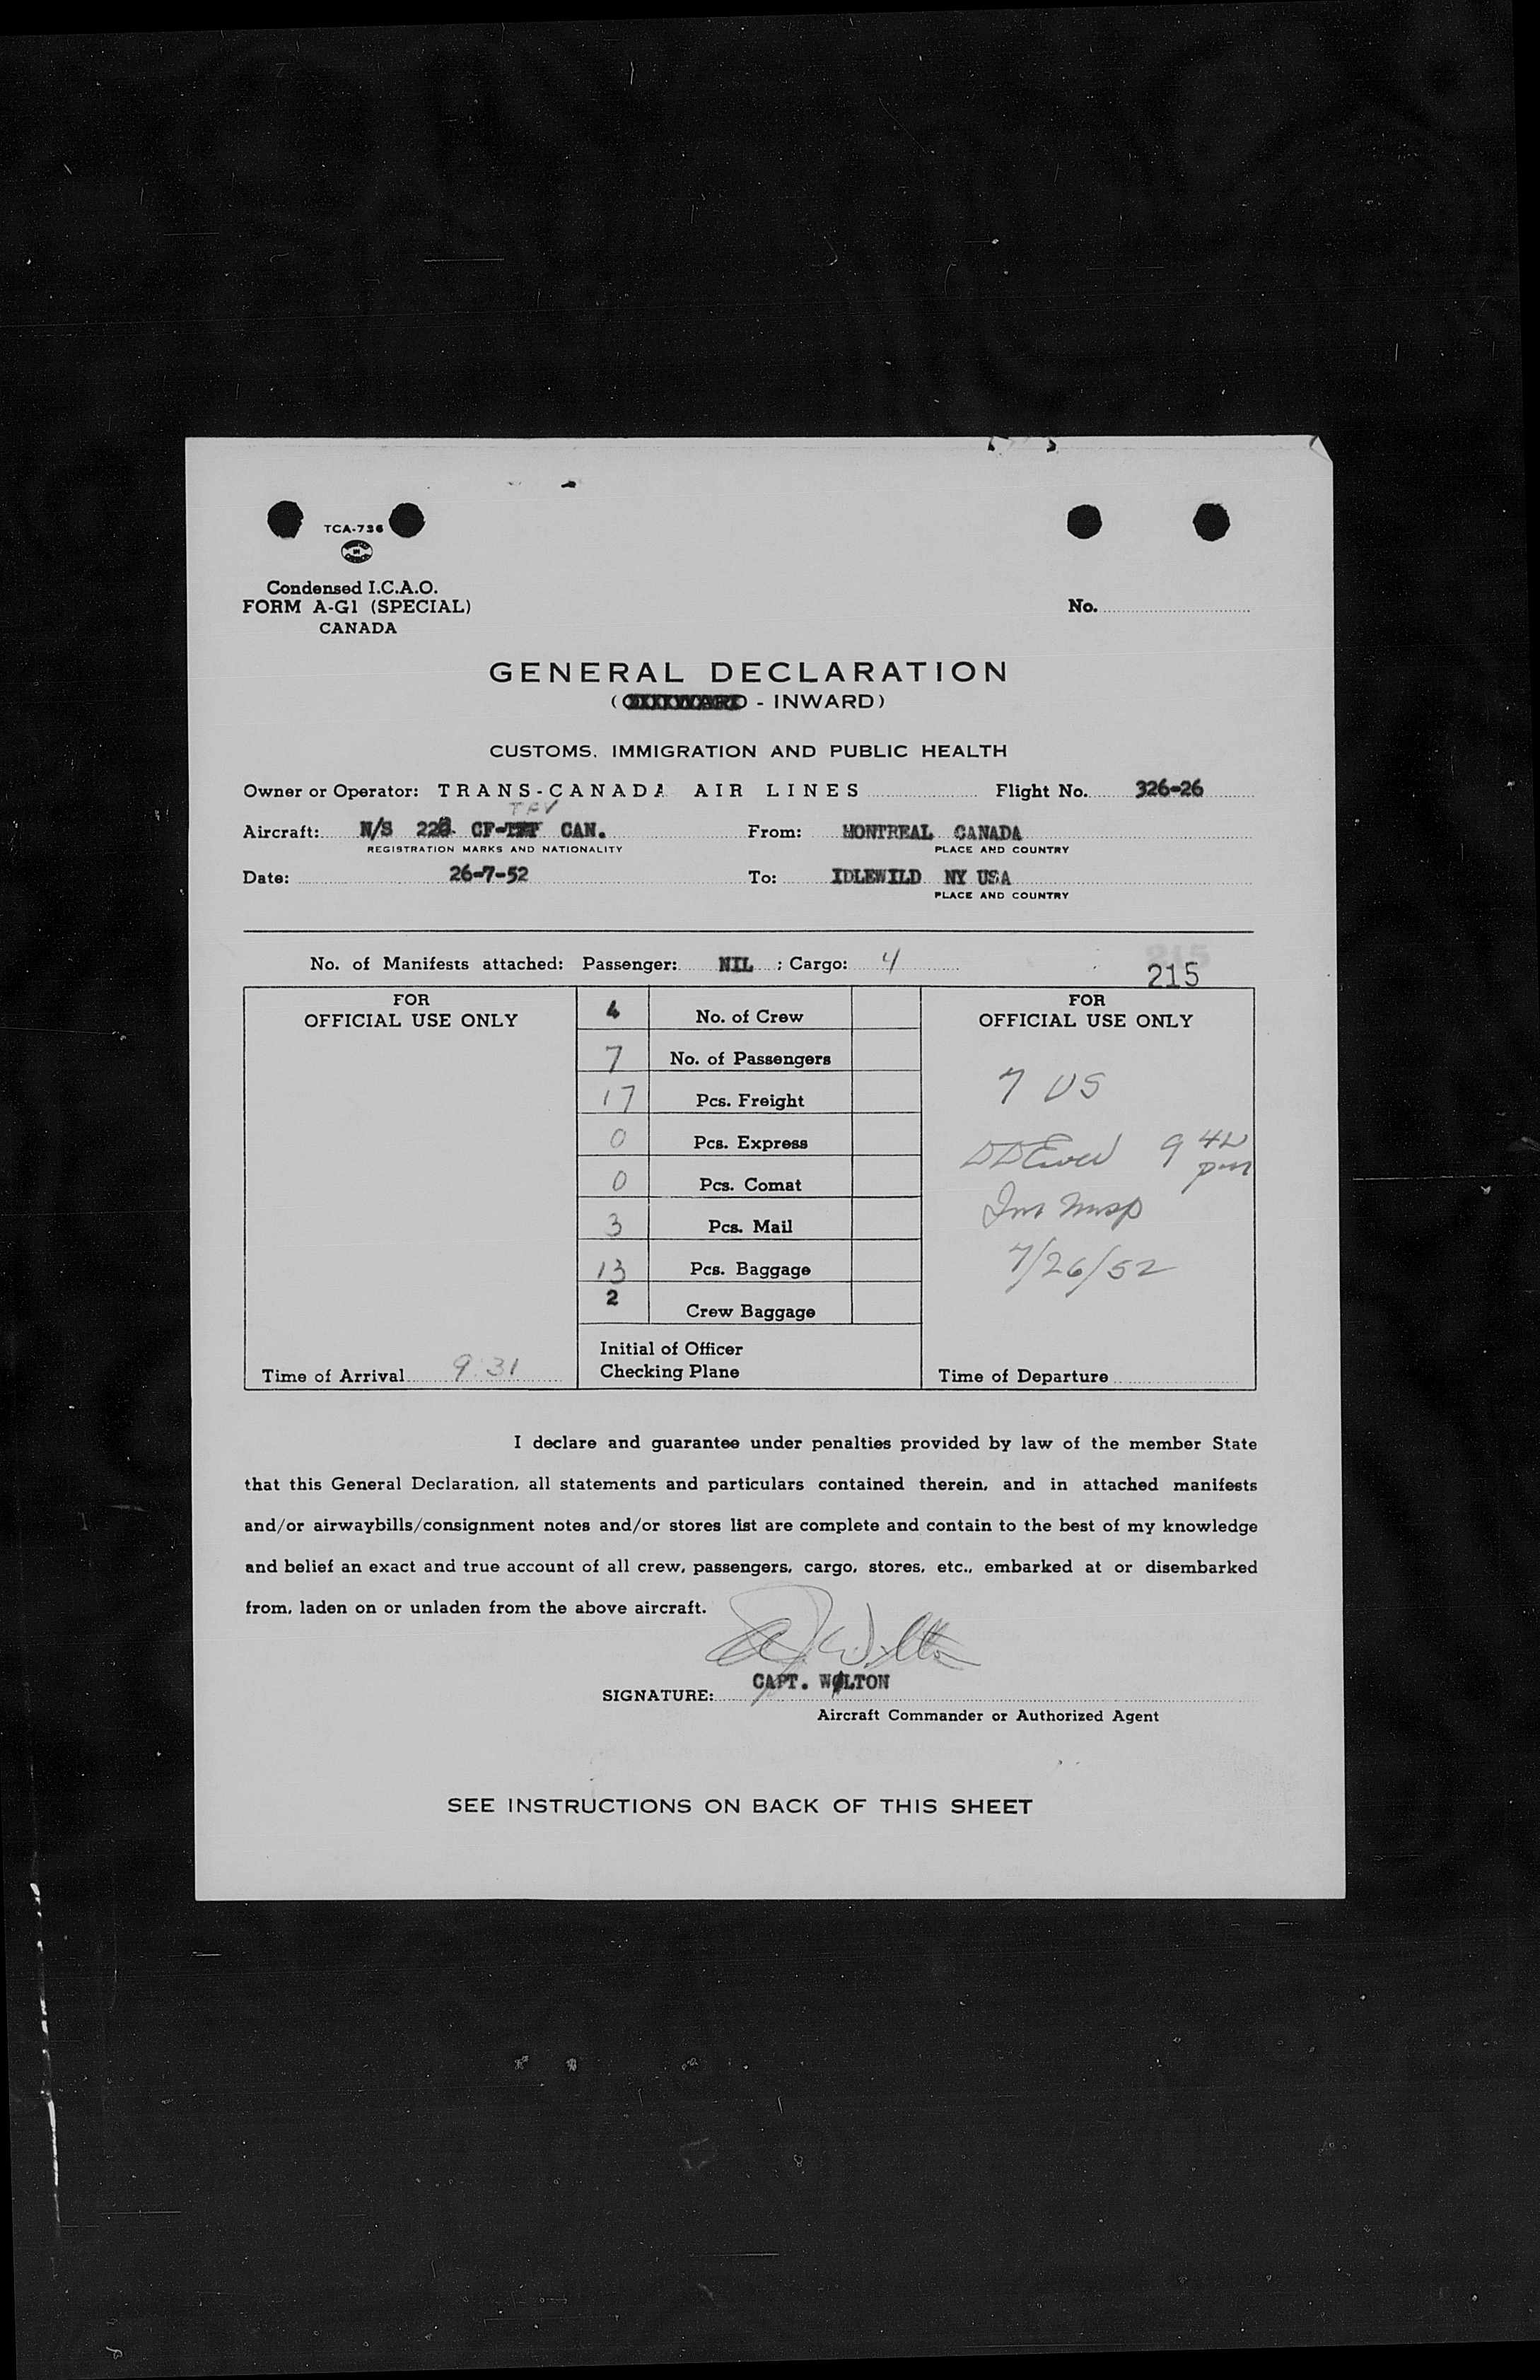 TCA-736
Condensed I.C.A.O.
FORM A-G1 (SPECIAL)
CANADA
No.
GENERAL DECLARATION
( - INWARD)
CUSTOMS, IMMIGRATION AND PUBLIC HEALTH
Owner or Operator: TRANS-CANADA AIR LINES Flight No. 326-26
Aircraft: N/S CAN. From: MONTREAL CANADA
REGISTRATION MARKS AND NATIONALITY PLACE AND COUNTRY
Date: 26-7-52 To: IDLEWILD NY USA
PLACE AND COUNTRY
No. of Manifests attached: Passenger: NIL ; Cargo: 4
215
FOR
OFFICIAL USE ONLY
4 No. of Crew
7 No. of Passengers
17 Pcs. Freight
0 Pcs. Express
0 Pcs. Comat
3 Pcs. Mail
13 Pcs. Baggage
2 Crew Baggage
Initial of Officer
Checking Plane
Time of Arrival 9 31
FOR
OFFICIAL USE ONLY
7 US
9 42
pm
7/26/52
Time of Departure
I declare and guarantee under penalties provided by law of the member State
that this General Declaration, all statements and particulars contained therein, and in attached manifests
and/or airwaybills/consignment notes and/or stores list are complete and contain to the best of my knowledge
and belief an exact and true account of all crew, passengers, cargo, stores, etc., embarked at or disembarked
from, laden on or unladen from the above aircraft.
SIGNATURE: CAPT. WOLTON
Aircraft Commander or Authorized Agent
SEE INSTRUCTIONS ON BACK OF THIS SHEET